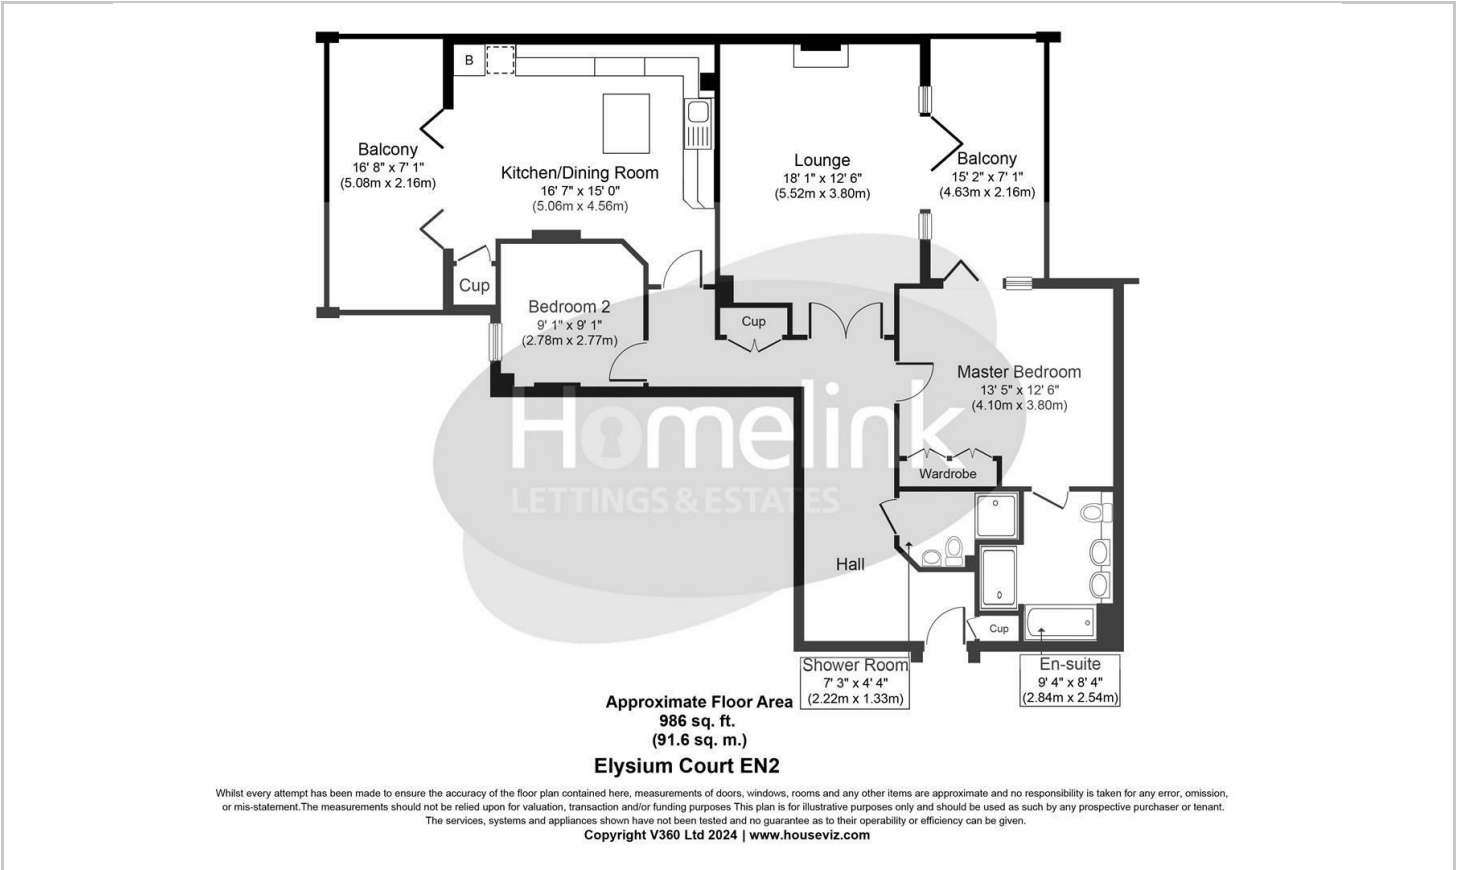 B
Balcony
16' 8" x 7' 1"
(5.08m x 2.16m)
Kitchen/Dining Room
16' 7" x 15' 0"
(5.06m x 4.56m)
Lounge
18' 1" x 12' 6"
(5.52m x 3.80m)
Balcony
15' 2" x 7' 1"
(4.63m x 2.16m)
Cup
Bedroom 2
9' 1" x 9' 1"
(2.78m x 2.77m)
Cup
Master Bedroom
13' 5" x 12' 6"
(4.10m x 3.80m)
Homelink
LETTINGS & ESTATES
Wardrobe
Hall
Cup
Shower Room
7' 3" x 4' 4"
(2.22m x 1.33m)
En-suite
9' 4" x 8' 4"
(2.84m x 2.54m)
Approximate Floor Area
986 sq. ft.
(91.6 sq. m.)
Elysium Court EN2
Whilst every attempt has been made to ensure the accuracy of the floor plan contained here, measurements of doors, windows, rooms and any other items are approximate and no responsibility is taken for any error, omission,
or mis-statement.The measurements should not be relied upon for valuation, transaction and/or funding purposes This plan is for illustrative purposes only and should be used as such by any prospective purchaser or tenant.
The services, systems and appliances shown have not been tested and no guarantee as to their operability or efficiency can be given.
Copyright V360 Ltd 2024 | www.houseviz.com